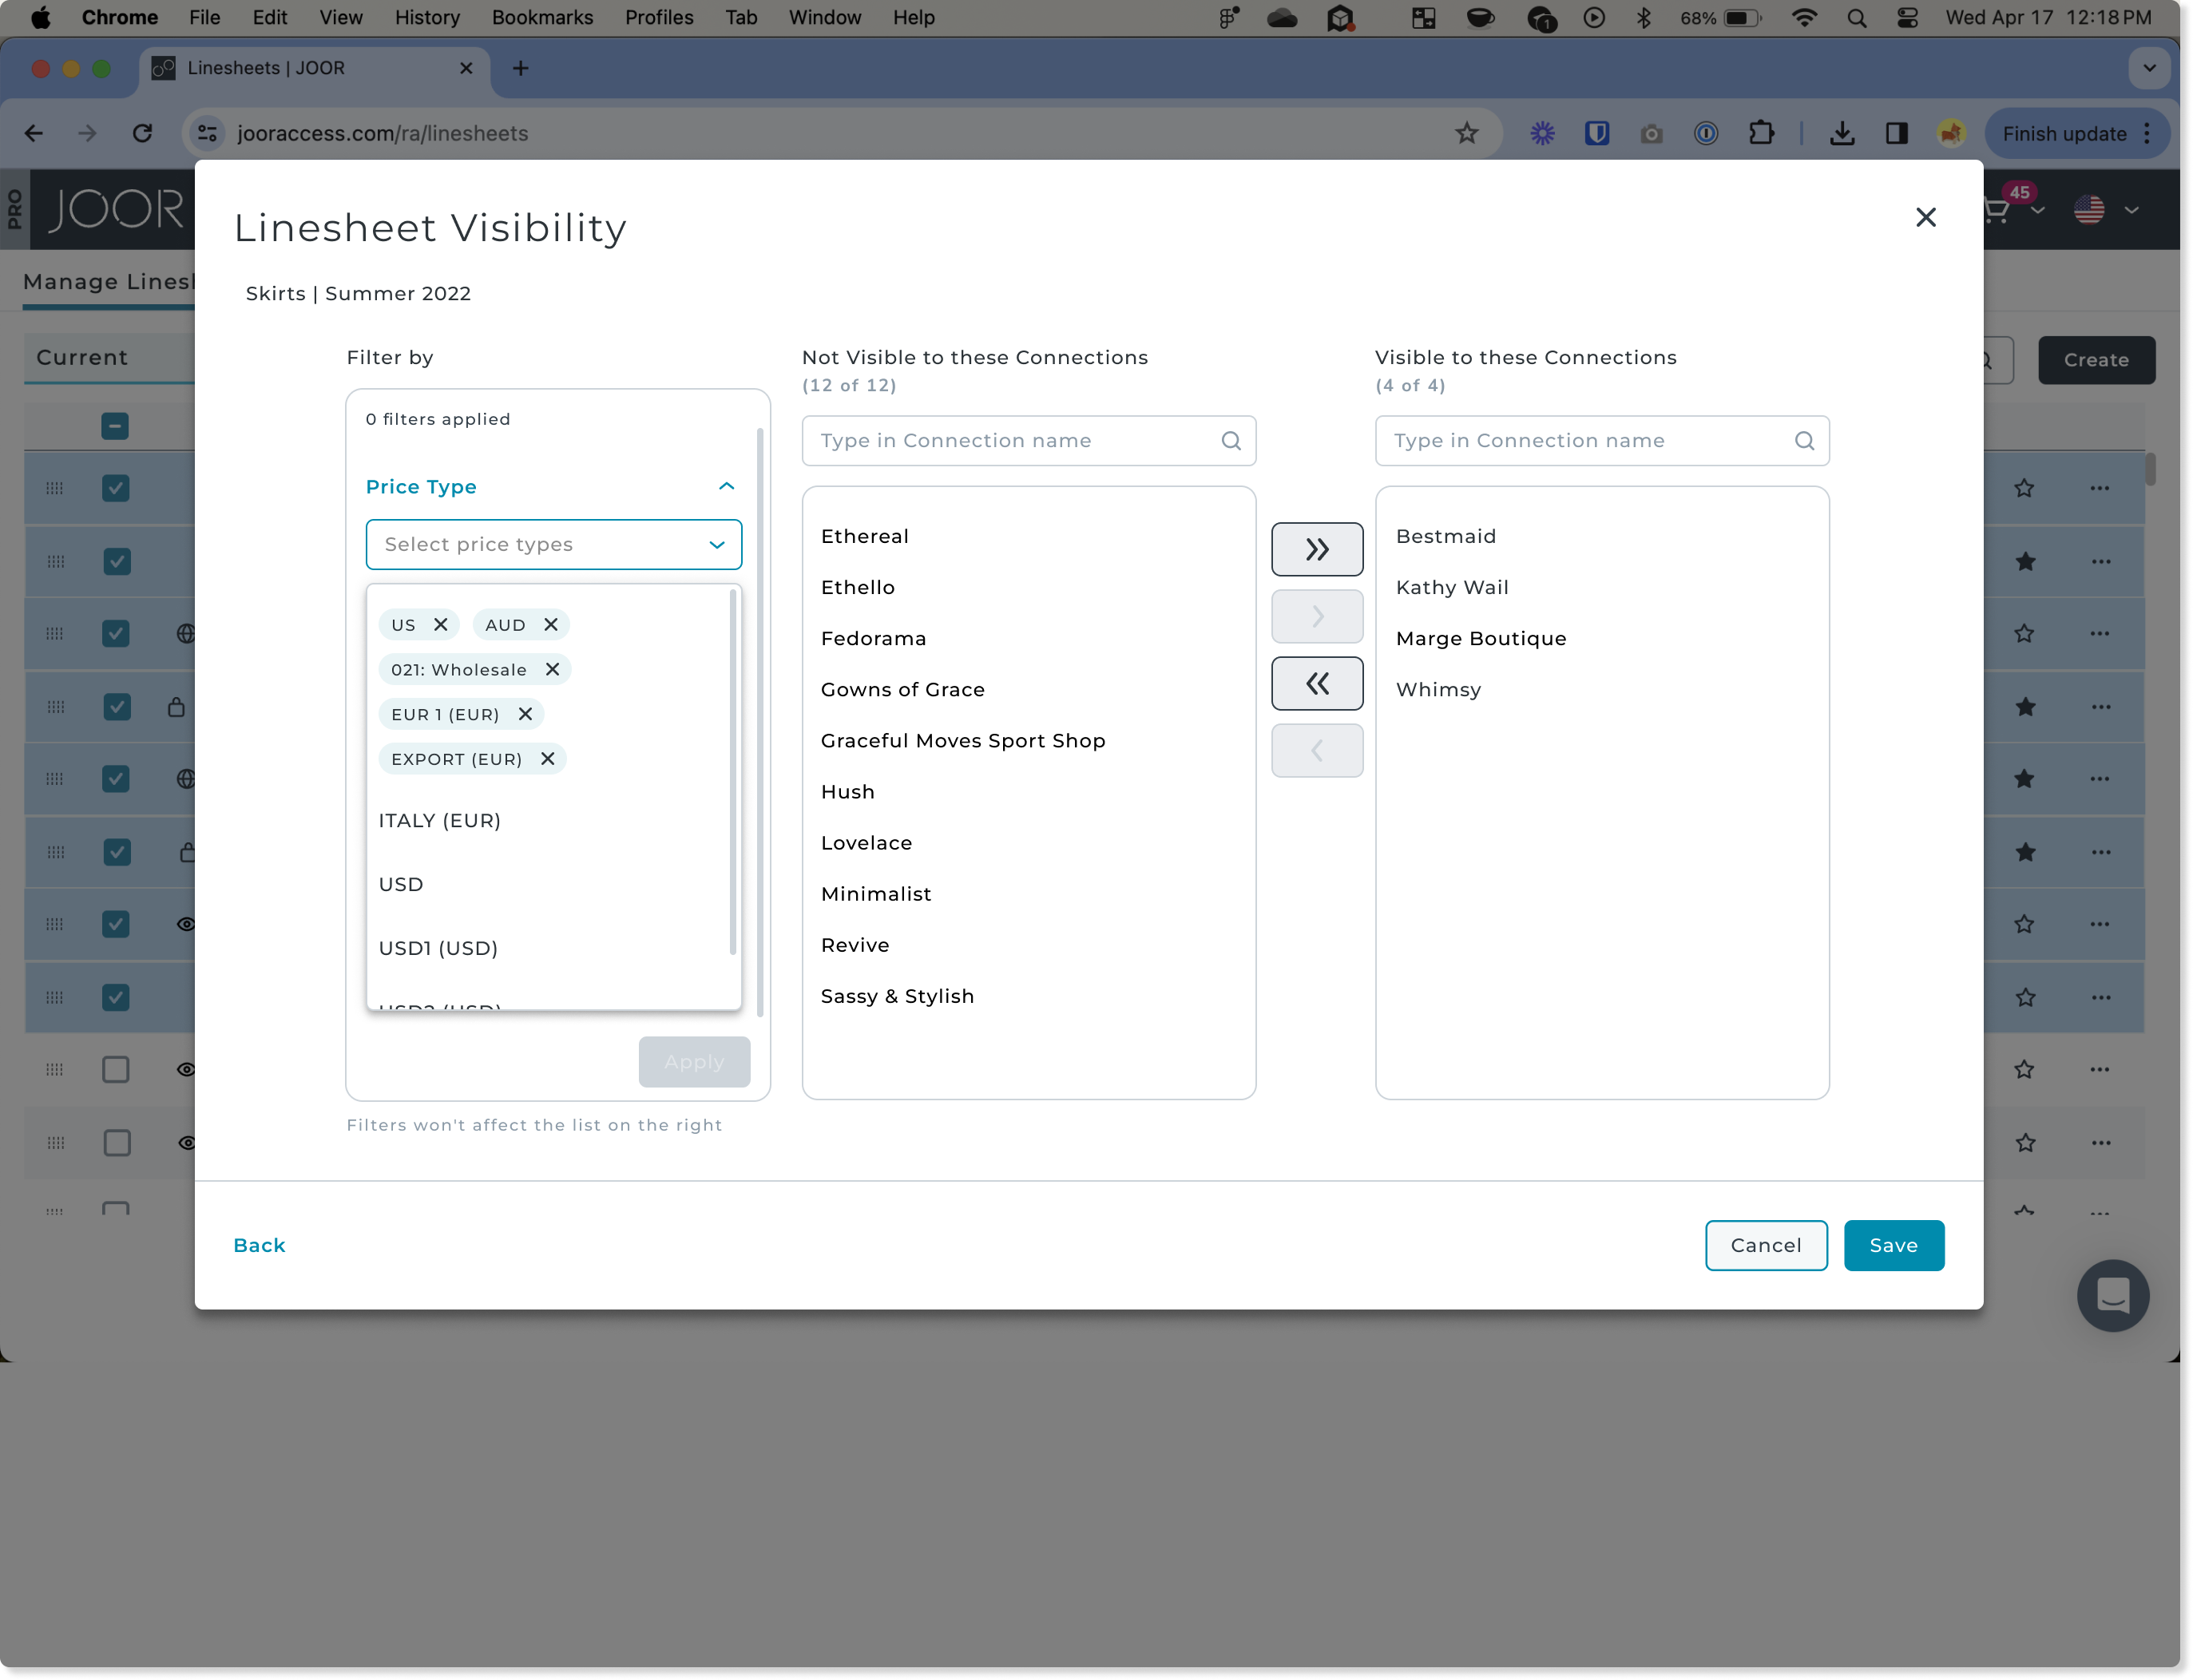 Chrome File Edit View History Bookmarks Profiles Tab Window Help 1 68% Wed Apr 17 12:18 PM
Linesheets | JOOR
jooraccess.com/ra/linesheets
Finish update
PRO
JOOR
45
Manage Linesh
Current
Create
Linesheet Visibility
Skirts | Summer 2022
Filter by
0 filters applied
Price Type
Select price types
US
AUD
021: Wholesale
EUR 1 (EUR)
EXPORT (EUR)
ITALY (EUR)
USD
USD1 (USD)
USD2 (USD)
Apply
Filters won't affect the list on the right
Not Visible to these Connections
(12 of 12)
Type in Connection name
Ethereal
Ethello
Fedorama
Gowns of Grace
Graceful Moves Sport Shop
Hush
Lovelace
Minimalist
Revive
Sassy & Stylish
Visible to these Connections
(4 of 4)
Type in Connection name
Bestmaid
Kathy Wail
Marge Boutique
Whimsy
Back
Cancel
Save